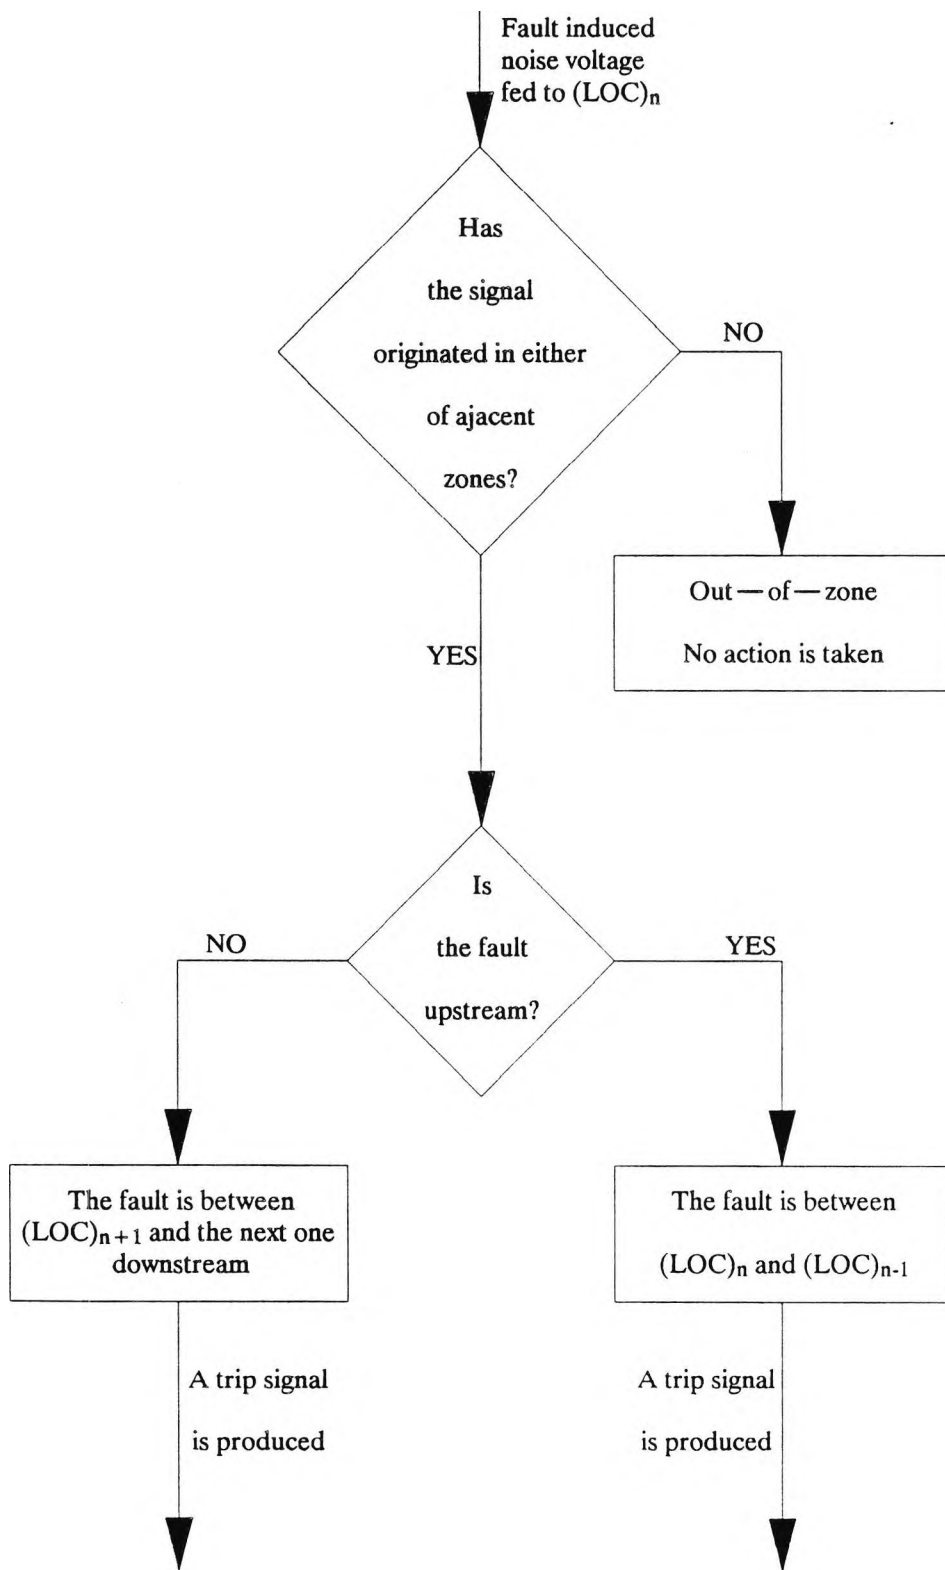 Fault induced
noise voltage
fed to (LOC)n
Has
the signal
originated in either
of ajacent
zones?
NO
Out — of — zone
No action is taken
YES
Is
the fault
upstream?
NO
YES
The fault is between
(LOC)n + 1 and the next one
downstream
The fault is between
(LOC)n and (LOC)n-1
A trip signal
is produced
A trip signal
is produced